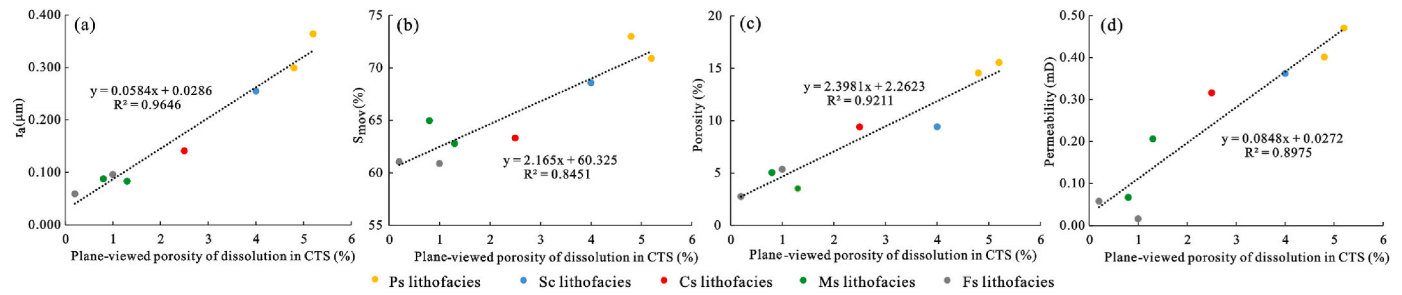 (a)
0.400
0.300
0.200
0.100
0.000
ra(μm)
y = 0.0584x + 0.0286
R² = 0.9646
0 1 2 3 4 5 6
Plane-viewed porosity of dissolution in CTS (%)
(b)
75
70
65
60
55
Smov(%)
y = 2.165x + 60.325
R² = 0.8451
0 1 2 3 4 5 6
Plane-viewed porosity of dissolution in CTS (%)
(c)
20
15
10
5
0
Porosity (%)
y = 2.3981x + 2.2623
R² = 0.9211
0 1 2 3 4 5 6
Plane-viewed porosity of dissolution in CTS (%)
(d)
0.50
0.40
0.30
0.20
0.10
0.00
Permeability (mD)
y = 0.0848x + 0.0272
R² = 0.8975
0 1 2 3 4 5 6
Plane-viewed porosity of dissolution in CTS (%)
Ps lithofacies Sc lithofacies Cs lithofacies Ms lithofacies Fs lithofacies